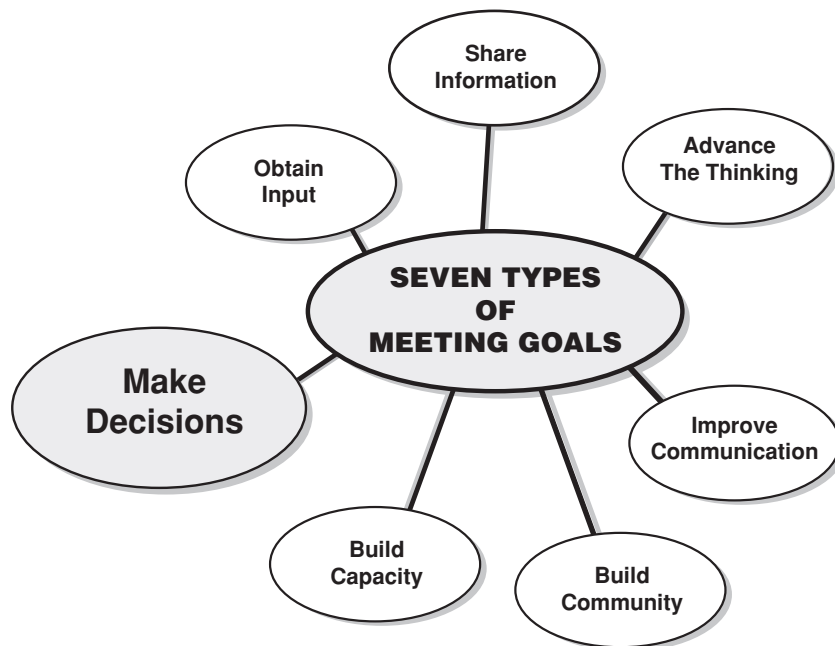 Share
Information
Obtain
Input
Advance
The Thinking
SEVEN TYPES
OF
MEETING GOALS
Make
Decisions
Improve
Communication
Build
Capacity
Build
Community